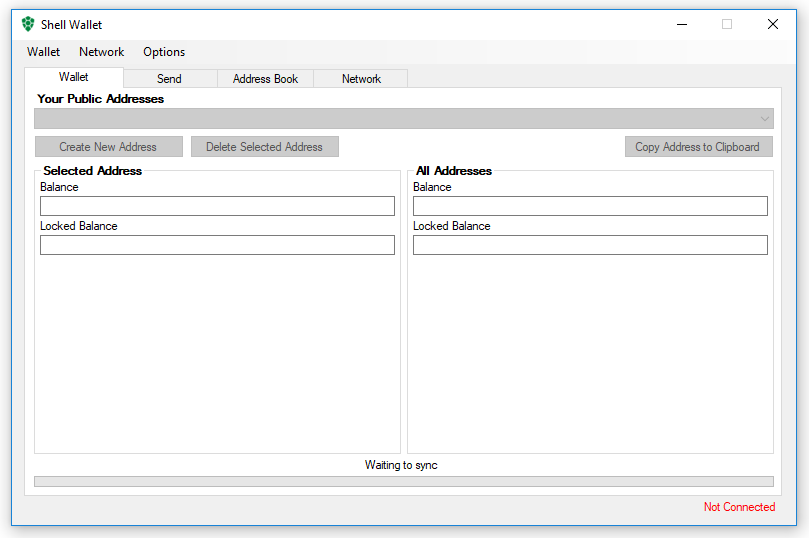 Shell Wallet
Wallet Network Options
Wallet Send Address Book Network
Your Public Addresses
Create New Address Delete Selected Address Copy Address to Clipboard
Selected Address All Addresses
Balance Balance
Locked Balance Locked Balance
Waiting to sync
Not Connected